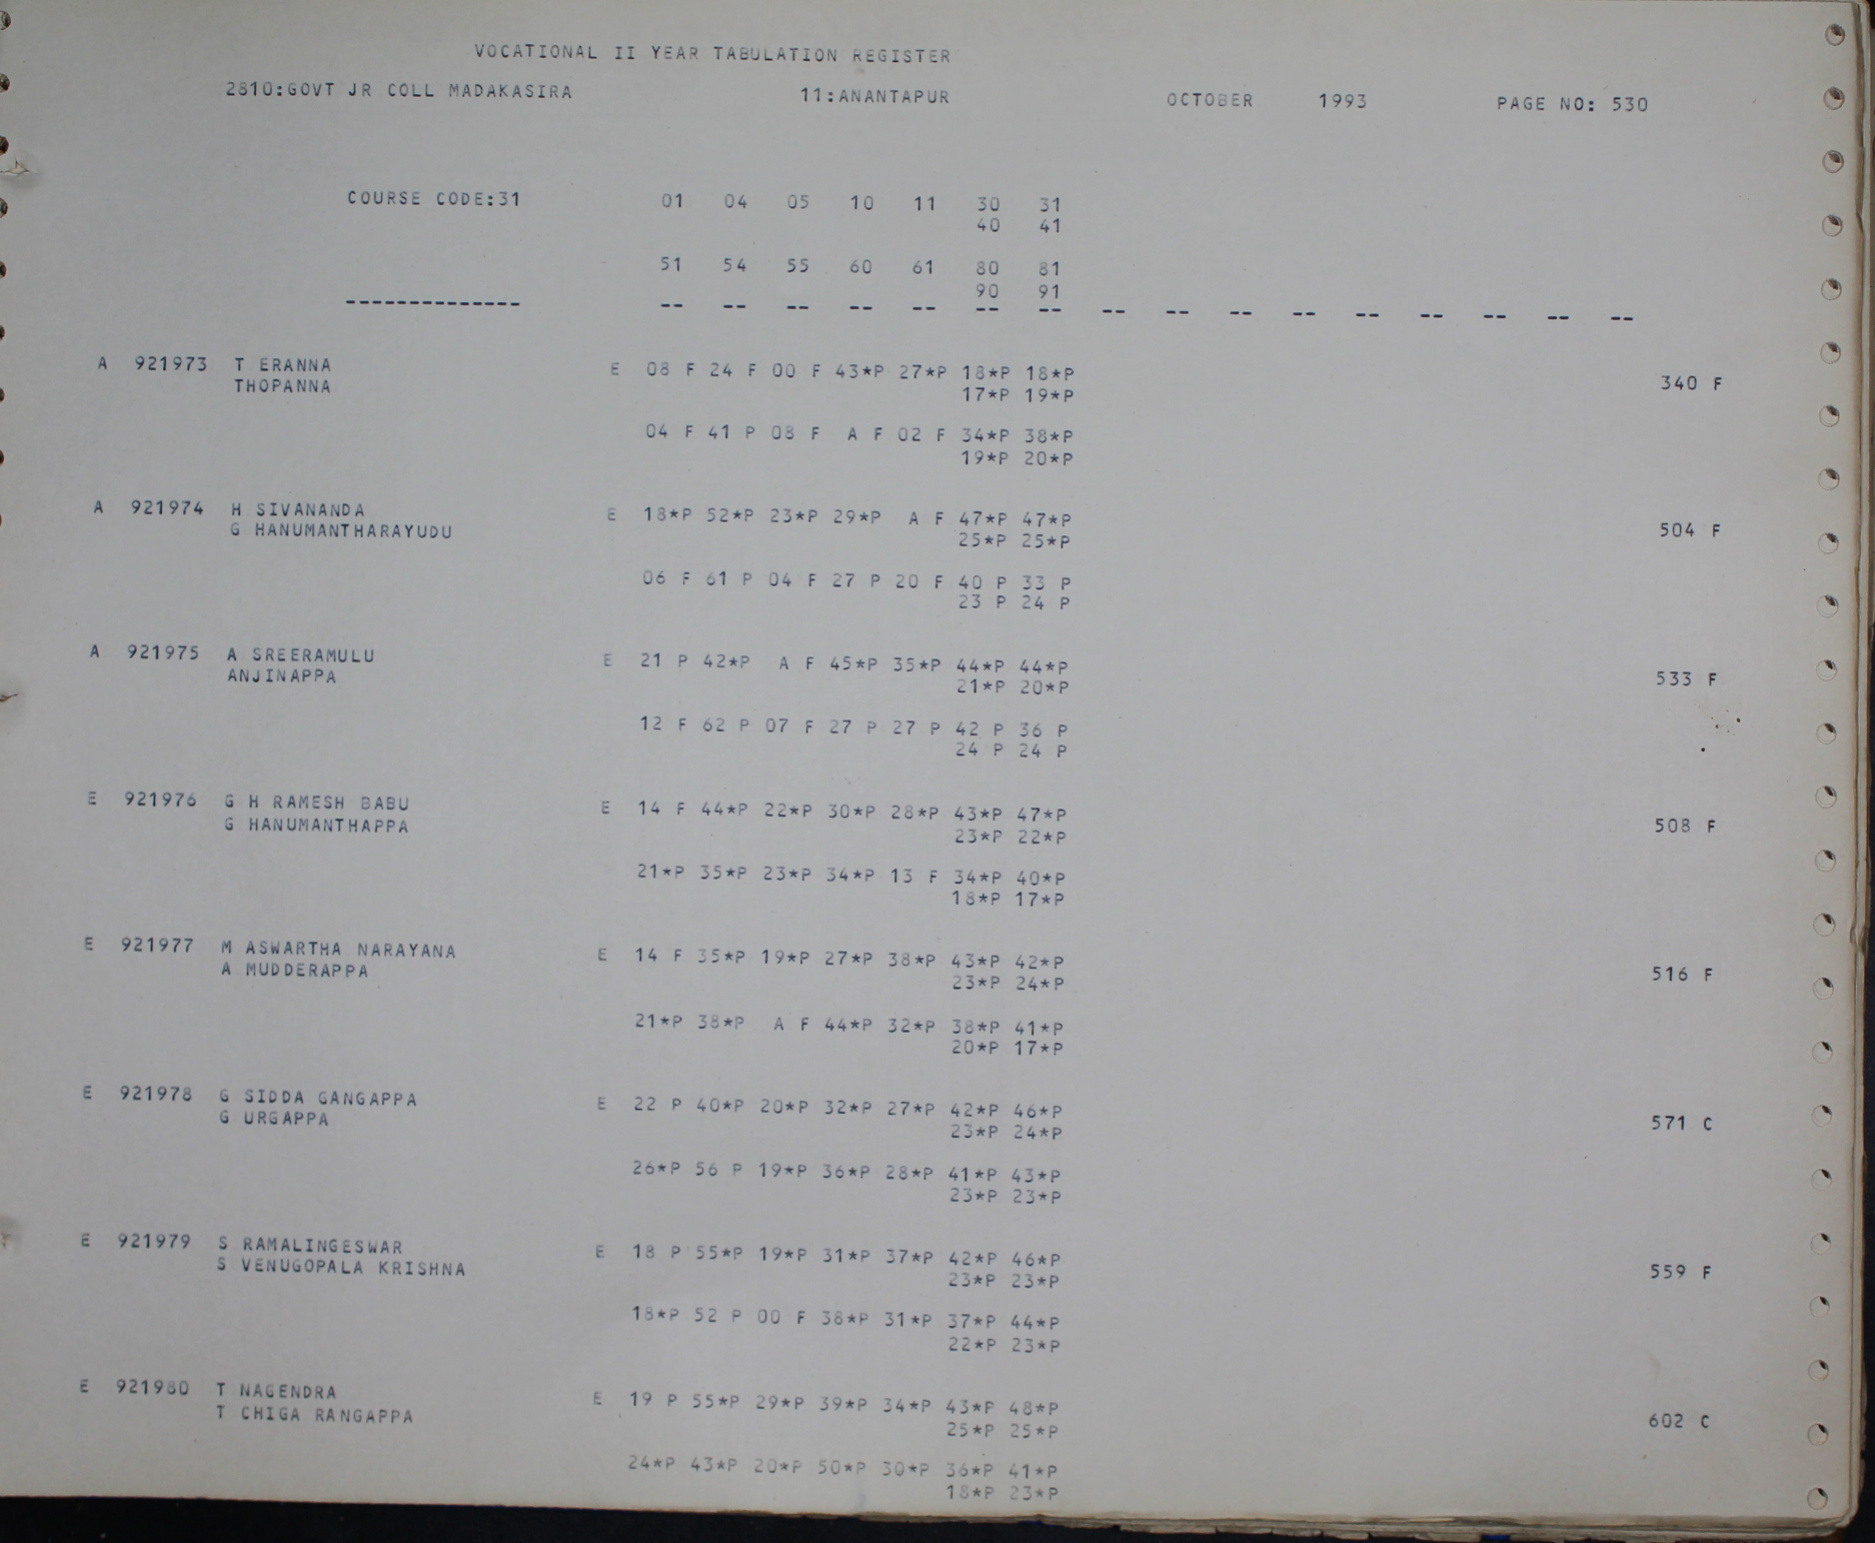 VOCATIONAL II YEAR TABULATION REGISTER
2810:GOVT JR COLL MADAKASIRA 11:ANANTAPUR OCTOBER 1993 PAGE NO: 530
COURSE CODE:31 01 04 05 10 11 30 31
40 41
51 54 55 60 61 80 81
90 91
-------------- -- -- -- -- -- -- -- -- -- -- -- -- -- -- -- --
A 921973 T ERANNA E 08 F 24 F 00 F 43*P 27*P 18*P 18*P
THOPANNA 17*P 19*P 340 F
04 F 41 P 08 F A F 02 F 34*P 38*P
19*P 20*P
A 921974 H SIVANANDA E 18*P 52*P 23*P 29*P A F 47*P 47*P
G HANUMANTHARAYUDU 25*P 25*P 504 F
06 F 61 P 04 F 27 P 20 F 40 P 33 P
23 P 24 P
A 921975 A SREERAMULU E 21 P 42*P A F 45*P 35*P 44*P 44*P
ANJINAPPA 21*P 20*P 533 F
12 F 62 P 07 F 27 P 27 P 42 P 36 P
24 P 24 P
E 921976 G H RAMESH BABU E 14 F 44*P 22*P 30*P 28*P 43*P 47*P
G HANUMANTHAPPA 23*P 22*P 508 F
21*P 35*P 23*P 34*P 13 F 34*P 40*P
18*P 17*P
E 921977 M ASWARTHA NARAYANA E 14 F 35*P 19*P 27*P 38*P 43*P 42*P
A MUDDERAPPA 23*P 24*P 516 F
21*P 38*P A F 44*P 32*P 38*P 41*P
20*P 17*P
E 921978 G SIDDA GANGAPPA E 22 P 40*P 20*P 32*P 27*P 42*P 46*P
G URGAPPA 23*P 24*P 571 C
26*P 56 P 19*P 36*P 28*P 41*P 43*P
23*P 23*P
E 921979 S RAMALINGESWAR E 18 P 55*P 19*P 31*P 37*P 42*P 46*P
S VENUGOPALA KRISHNA 23*P 23*P 559 F
18*P 52 P 00 F 38*P 31*P 37*P 44*P
22*P 23*P
E 921980 T NAGENDRA E 19 P 55*P 29*P 39*P 34*P 43*P 48*P
T CHIGA RANGAPPA 25*P 25*P 602 C
24*P 43*P 20*P 50*P 30*P 36*P 41*P
18*P 23*P